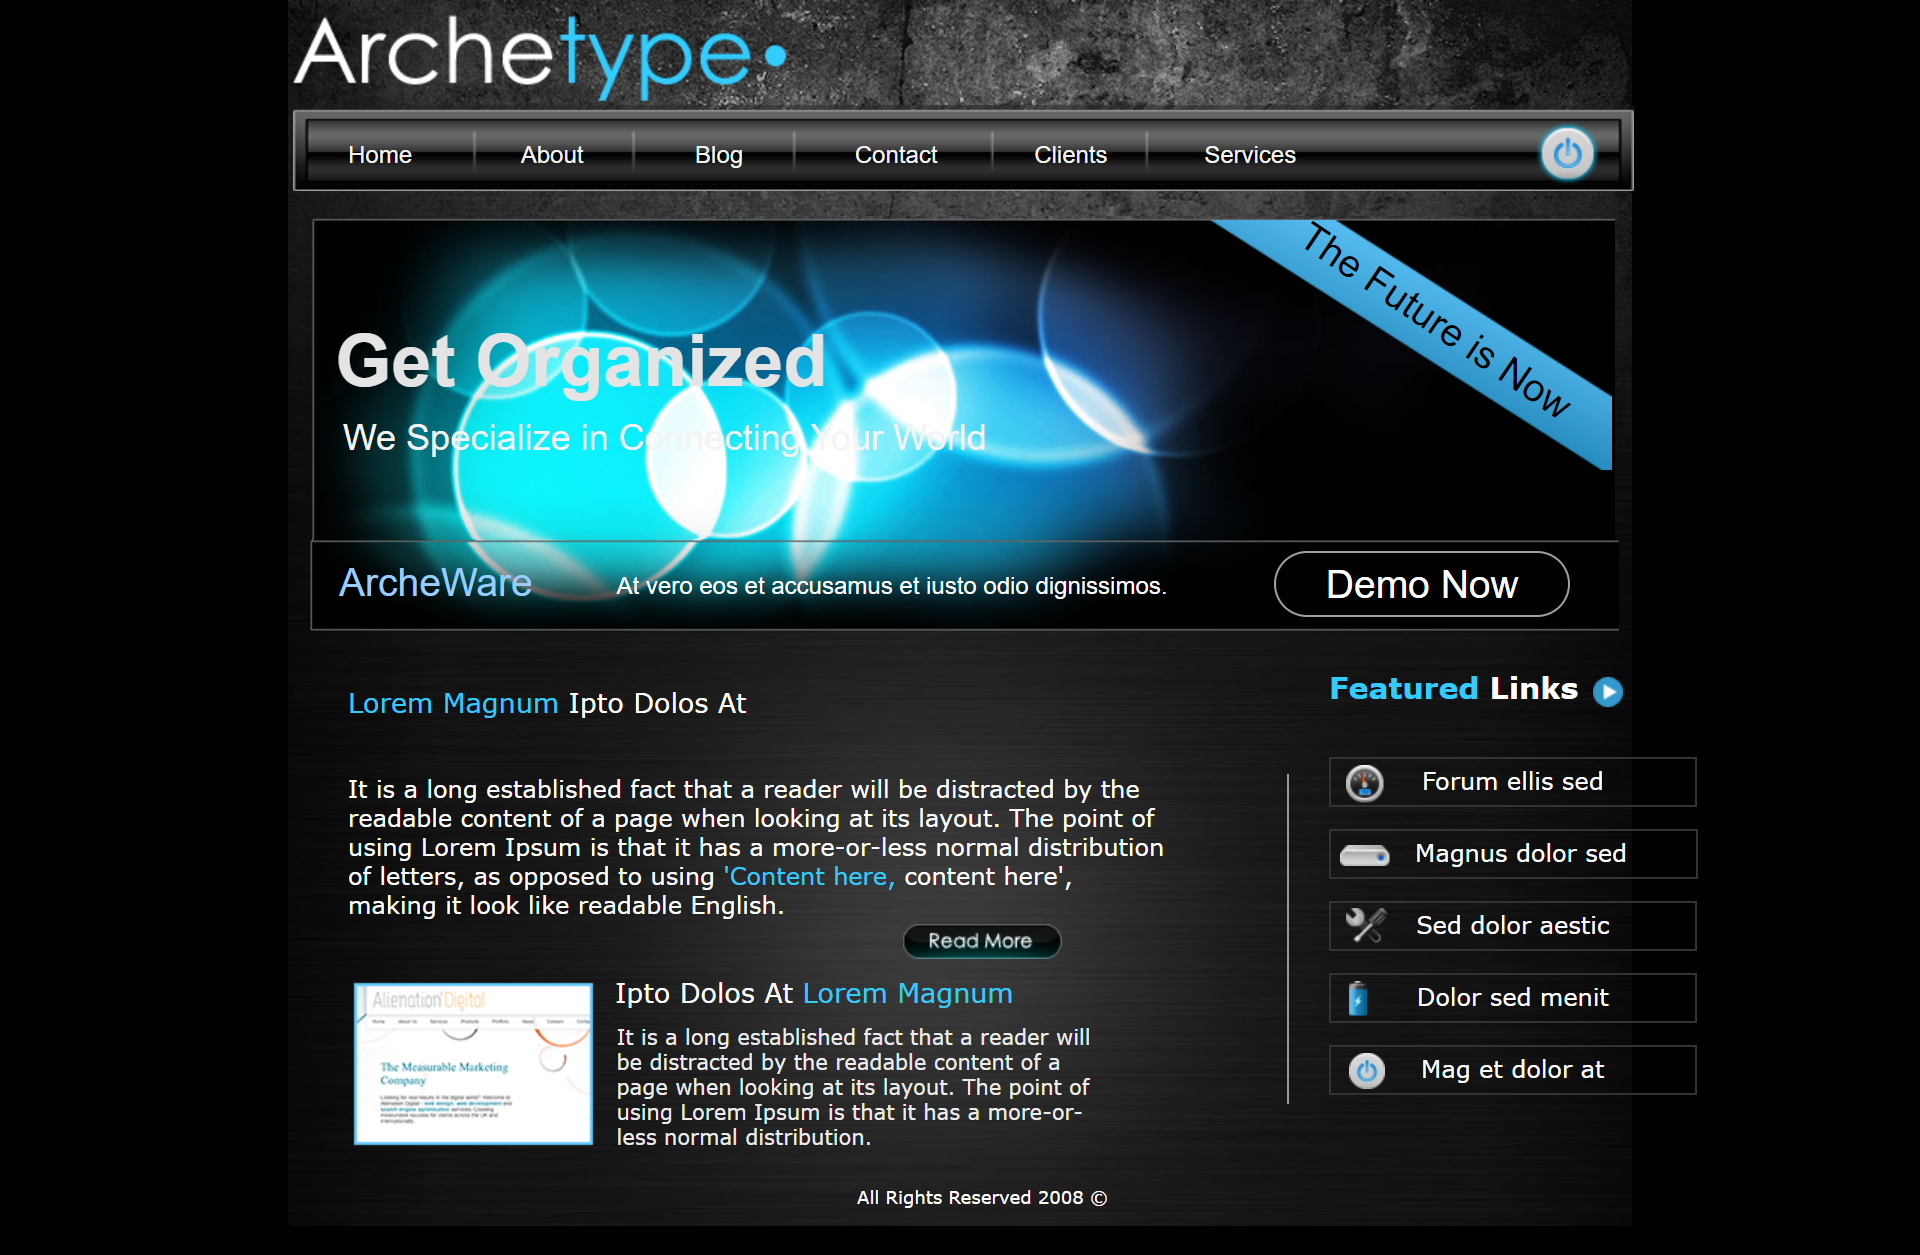 Archetype
Home About Blog Contact Clients Services
The Future is Now
Get Organized
We Specialize in Connecting Your World
ArcheWare
At vero eos et accusamus et iusto odio dignissimos.
Demo Now
Lorem Magnum Ipto Dolos At
It is a long established fact that a reader will be distracted by the
readable content of a page when looking at its layout. The point of
using Lorem Ipsum is that it has a more-or-less normal distribution
of letters, as opposed to using 'Content here, content here',
making it look like readable English.
Read More
Alienation Digital
The Measurable Marketing
Company
Ipto Dolos At Lorem Magnum
It is a long established fact that a reader will
be distracted by the readable content of a
page when looking at its layout. The point of
using Lorem Ipsum is that it has a more-or-
less normal distribution.
Featured Links
Forum ellis sed
Magnus dolor sed
Sed dolor aestic
Dolor sed menit
Mag et dolor at
All Rights Reserved 2008 ©